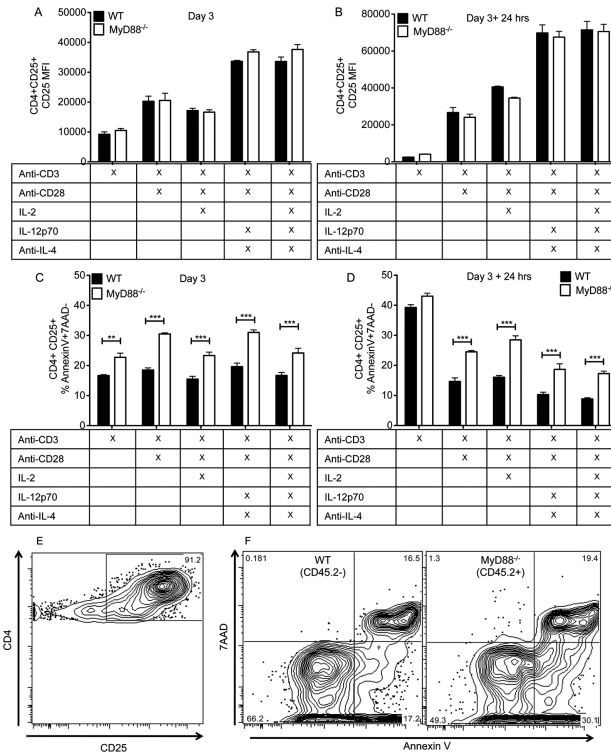 A
WT
MyD88-/-
Day 3
CD4+CD25+
CD25 MFI
50000
40000
30000
20000
10000
0
Anti-CD3 X X X X X
Anti-CD28 X X X X
IL-2 X X
IL-12p70 X X
Anti-IL-4 X X
B
WT
MyD88-/-
Day 3+ 24 hrs
CD4+CD25+
CD25 MFI
80000
60000
40000
20000
0
Anti-CD3 X X X X X
Anti-CD28 X X X X
IL-2 X X
IL-12p70 X X
Anti-IL-4 X X
C
WT
MyD88-/-
Day 3
CD4+ CD25+
% AnnexinV+7AAD-
50
40
30
20
10
0
** *** *** *** ***
Anti-CD3 X X X X X
Anti-CD28 X X X X
IL-2 X X
IL-12p70 X X
Anti-IL-4 X X
D
Day 3 + 24 hrs
WT
MyD88-/-
CD4+ CD25+
% AnnexinV+7AAD-
50
40
30
20
10
0
*** *** *** ***
Anti-CD3 X X X X X
Anti-CD28 X X X X
IL-2 X X
IL-12p70 X X
Anti-IL-4 X X
E
91.2
CD4
CD25
F
0.181
WT
(CD45.2-)
16.5
66.2
17.2
1.3
MyD88-/-
(CD45.2+)
19.4
49.3
30.1
7AAD
Annexin V